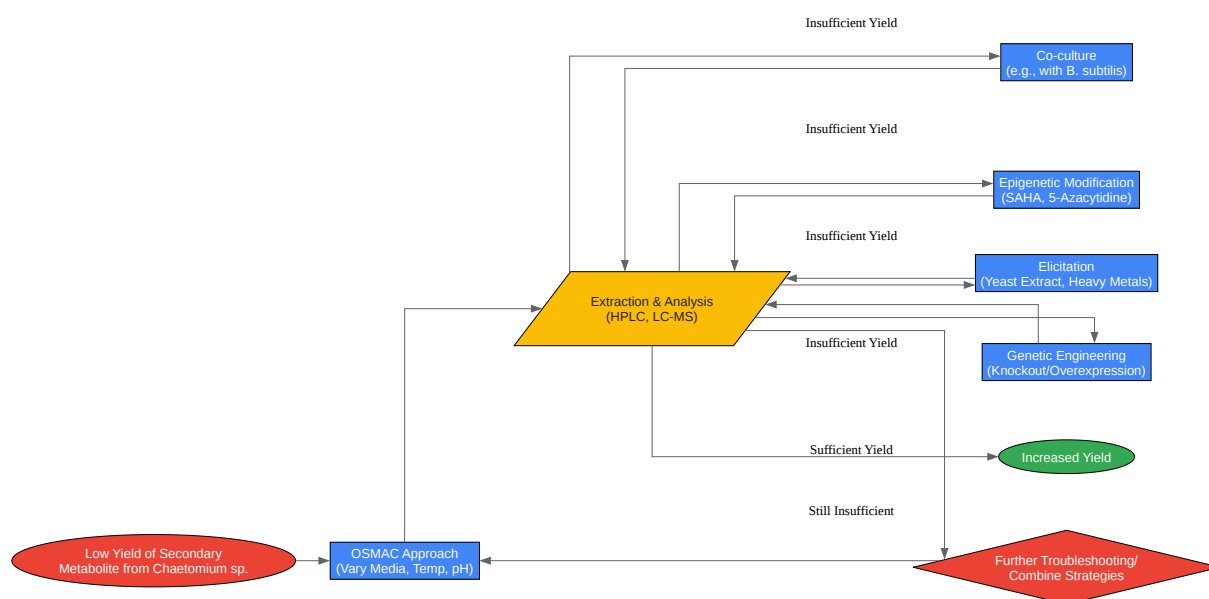 Insufficient Yield
Co-culture
(e.g., with B. subtilis)
Insufficient Yield
Epigenetic Modification
(SAHA, 5-Azacytidine)
Insufficient Yield
Elicitation
(Yeast Extract, Heavy Metals)
Extraction & Analysis
(HPLC, LC-MS)
Insufficient Yield
Genetic Engineering
(Knockout/Overexpression)
Sufficient Yield
Increased Yield
Still Insufficient
Low Yield of Secondary
Metabolite from Chaetomium sp.
OSMAC Approach
(Vary Media, Temp, pH)
Further Troubleshooting/
Combine Strategies